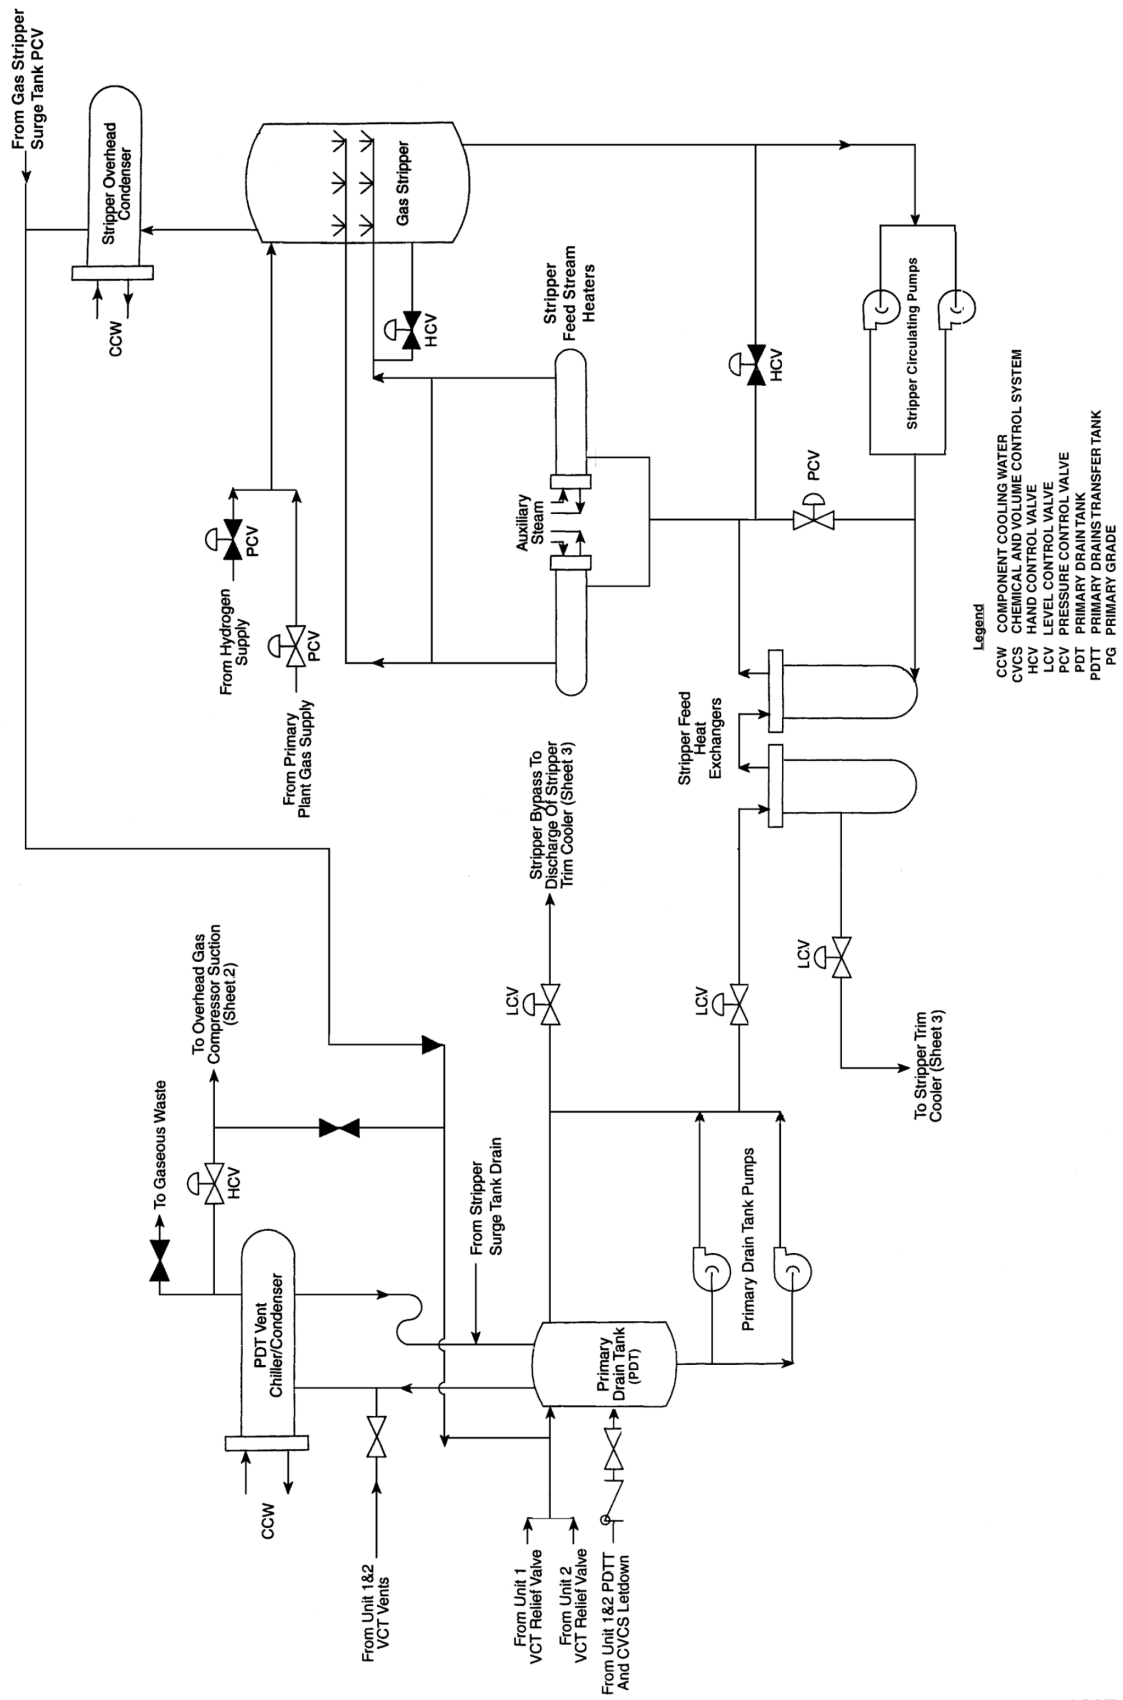 From Gas Stripper
Surge Tank PCV
Stripper Overhead
Condenser
CCW
Gas Stripper
HCV
Stripper
Feed Stream
Heaters
Auxiliary
Steam
PCV
From Hydrogen
Supply
PCV
From Primary
Plant Gas Supply
HCV
PCV
Stripper Circulating Pumps
Stripper Feed
Heat
Exchangers
Stripper Bypass To
Discharge Of Stripper
Trim Cooler (Sheet 3)
LCV
LCV
LCV
To Stripper Trim
Cooler (Sheet 3)
To Overhead Gas
Compressor Suction
(Sheet 2)
To Gaseous Waste
HCV
PDT Vent
Chiller/Condenser
CCW
From Stripper
Surge Tank Drain
Primary
Drain Tank
(PDT)
Primary Drain Tank Pumps
From Unit 1&2
VCT Vents
From Unit 1
VCT Relief Valve
From Unit 2
VCT Relief Valve
From Unit 1&2 PDTT
And CVCS Letdown
Legend
CCW COMPONENT COOLING WATER
CVCS CHEMICAL AND VOLUME CONTROL SYSTEM
HCV HAND CONTROL VALVE
LCV LEVEL CONTROL VALVE
PCV PRESSURE CONTROL VALVE
PDT PRIMARY DRAIN TANK
PDTT PRIMARY DRAINS TRANSFER TANK
PG PRIMARY GRADE